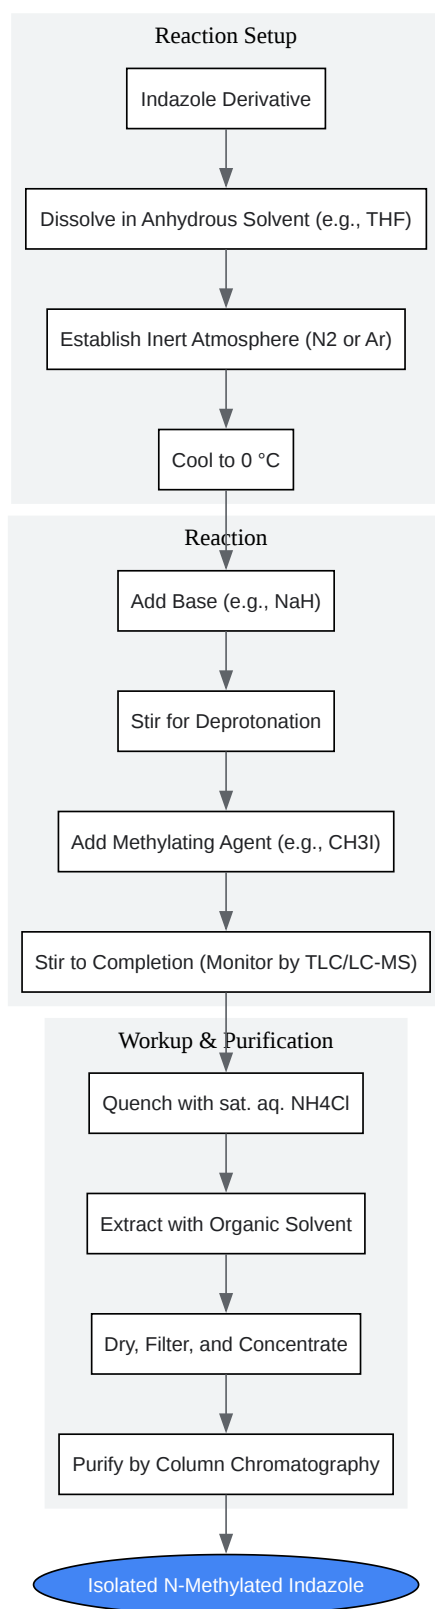 Reaction Setup
Indazole Derivative
Dissolve in Anhydrous Solvent (e.g., THF)
Establish Inert Atmosphere (N2 or Ar)
Cool to 0 °C
Reaction
Add Base (e.g., NaH)
Stir for Deprotonation
Add Methylating Agent (e.g., CH3I)
Stir to Completion (Monitor by TLC/LC-MS)
Workup & Purification
Quench with sat. aq. NH4Cl
Extract with Organic Solvent
Dry, Filter, and Concentrate
Purify by Column Chromatography
Isolated N-Methylated Indazole